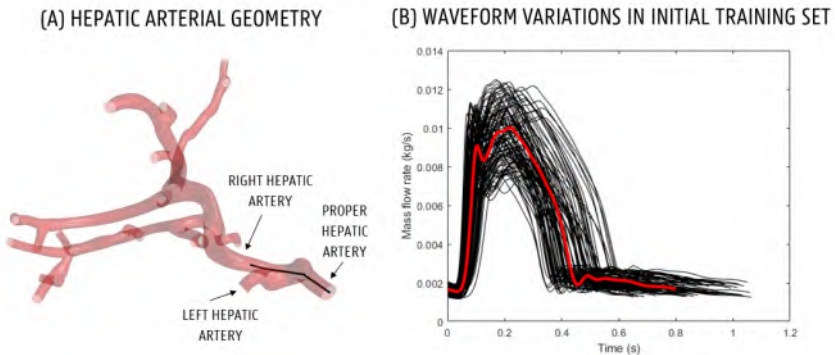 (A) HEPATIC ARTERIAL GEOMETRY
RIGHT HEPATIC
ARTERY
PROPER
HEPATIC
ARTERY
LEFT HEPATIC
ARTERY
(B) WAVEFORM VARIATIONS IN INITIAL TRAINING SET
0.014
0.012
0.01
0.008
0.006
0.004
0.002
0
Mass flow rate (kg/s)
0
0.2
0.4
0.6
0.8
1
1.2
Time (s)